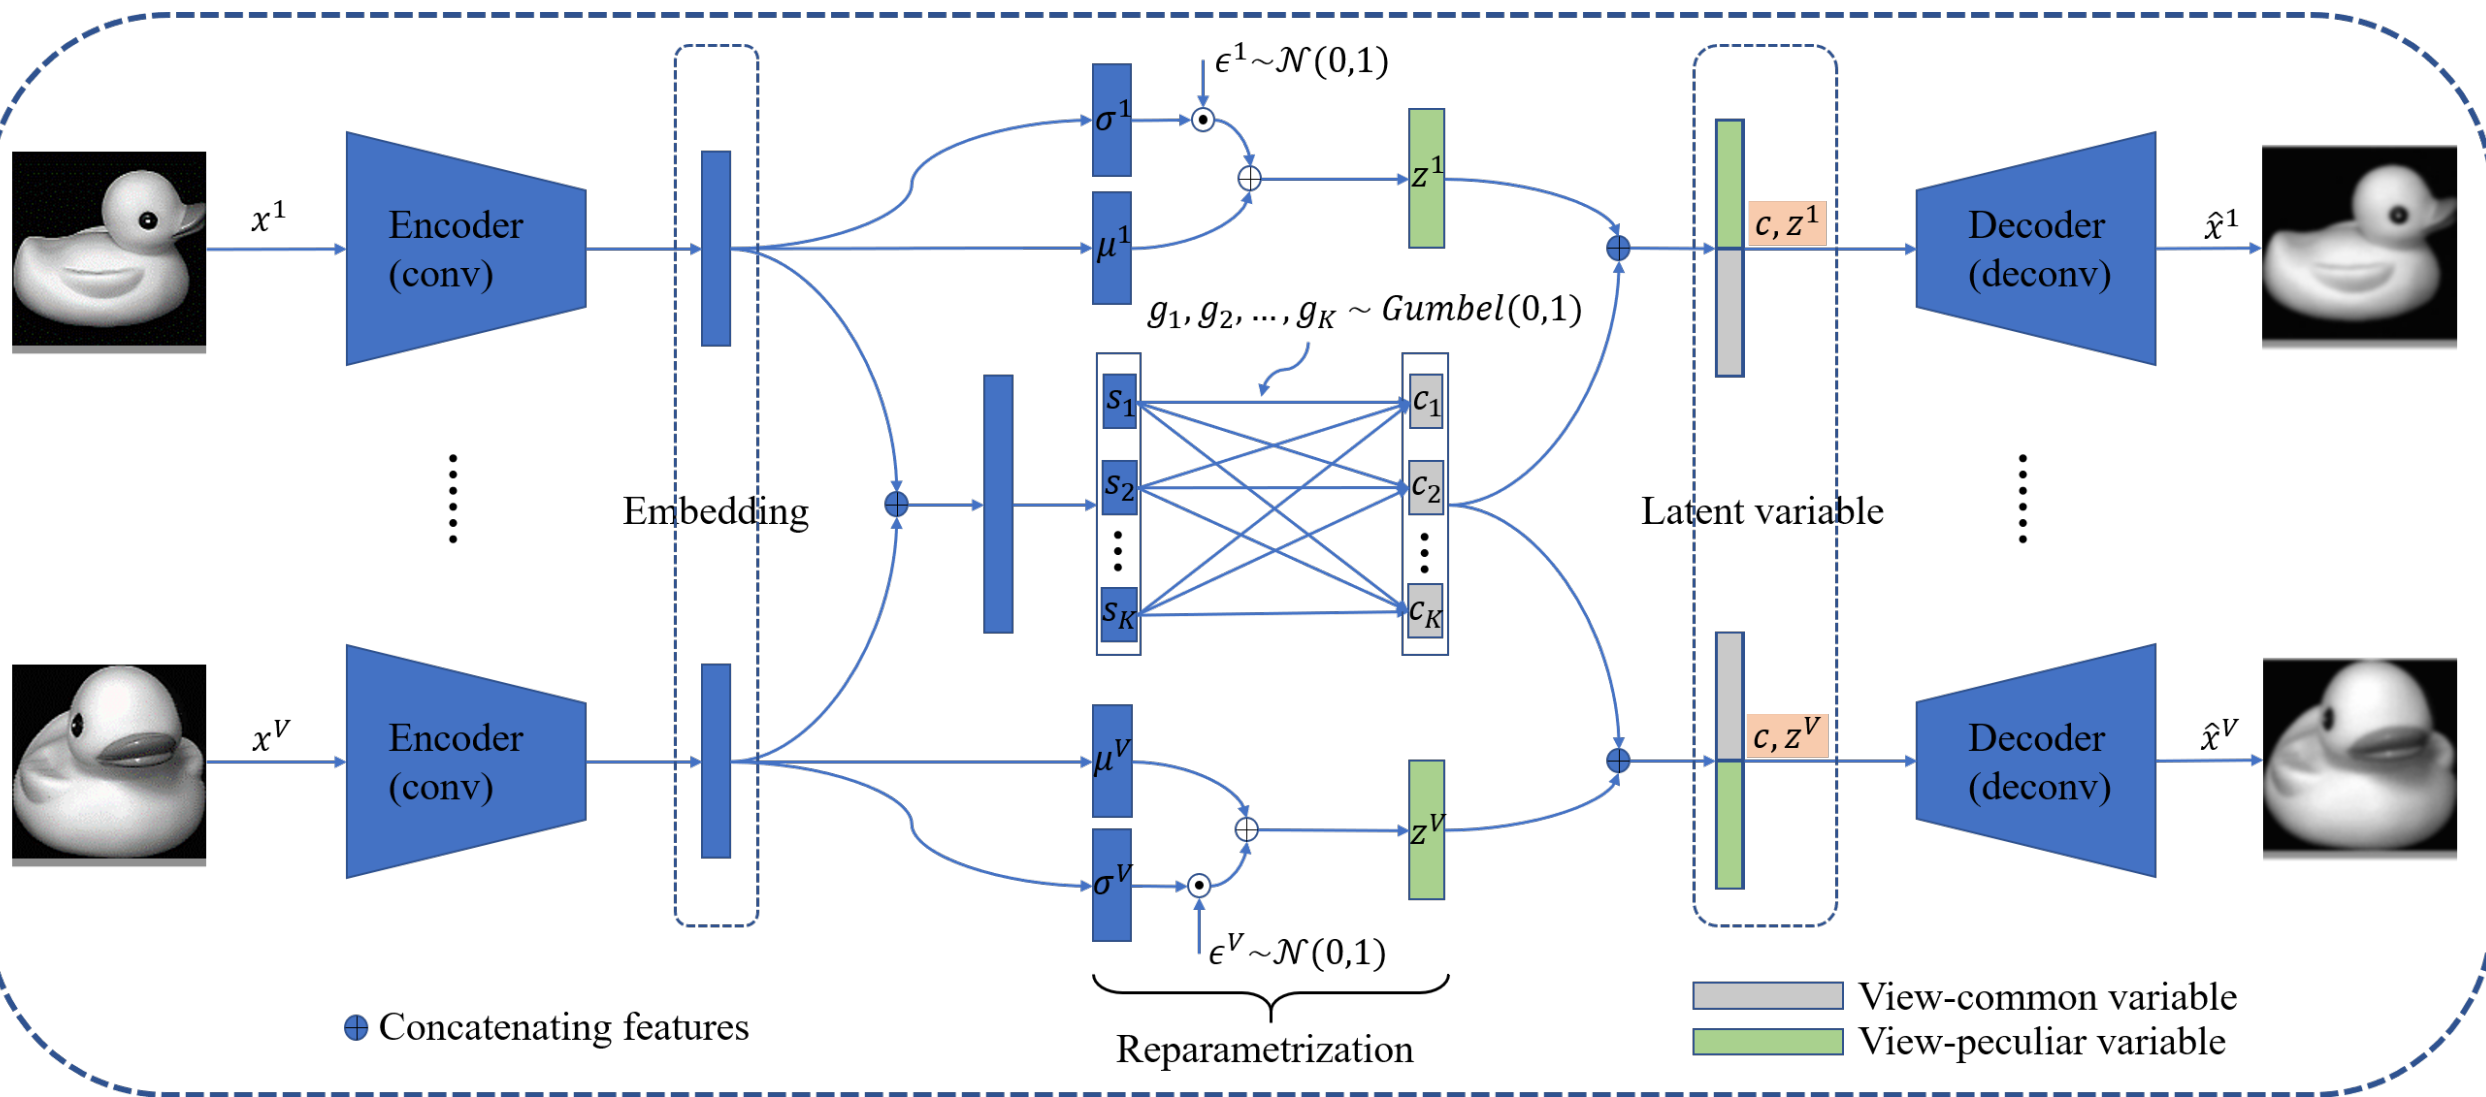 ϵ¹~𝒩(0,1)
σ¹
z¹
x¹
Encoder
(conv)
μ¹
c, z¹
Decoder
(deconv)
x̂¹
g₁, g₂, …, g_K ~ Gumbel(0,1)
s₁
c₁
s₂
c₂
Embedding
Latent variable
s_K
c_K
x^V
Encoder
(conv)
μ^V
c, z^V
Decoder
(deconv)
x̂^V
z^V
σ^V
ϵ^V~𝒩(0,1)
Concatenating features
Reparametrization
View-common variable
View-peculiar variable